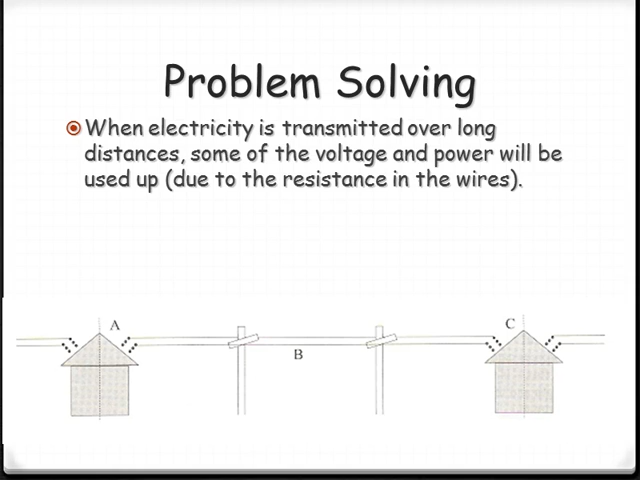 Problem Solving
When electricity is transmitted over long
distances, some of the voltage and power will be
used up (due to the resistance in the wires).
A
C
B